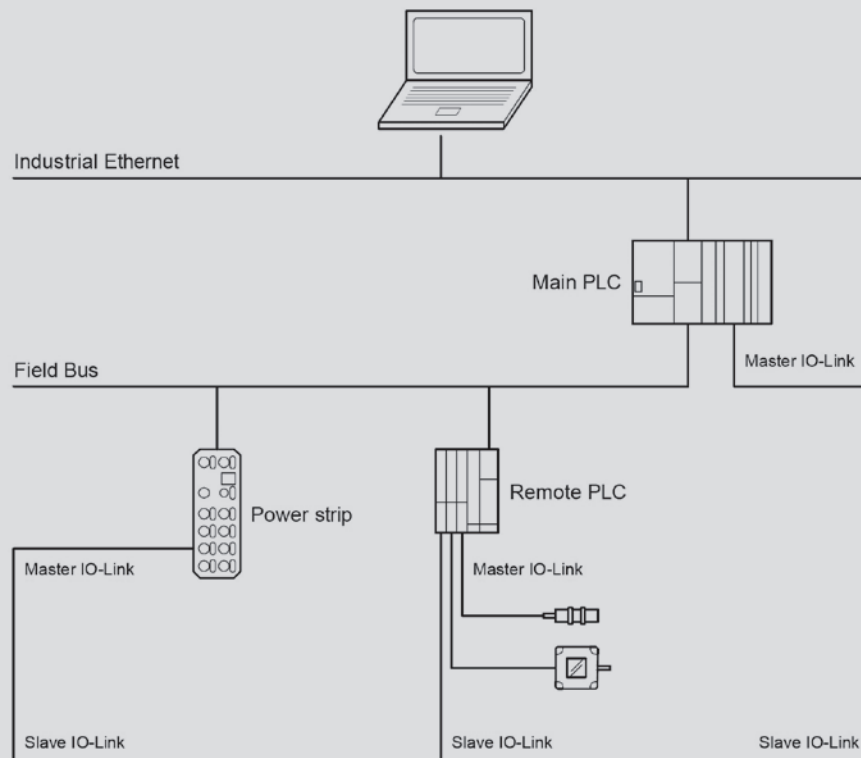 Industrial Ethernet
Main PLC
Field Bus
Master IO-Link
Power strip
Remote PLC
Master IO-Link
Master IO-Link
Slave IO-Link
Slave IO-Link
Slave IO-Link